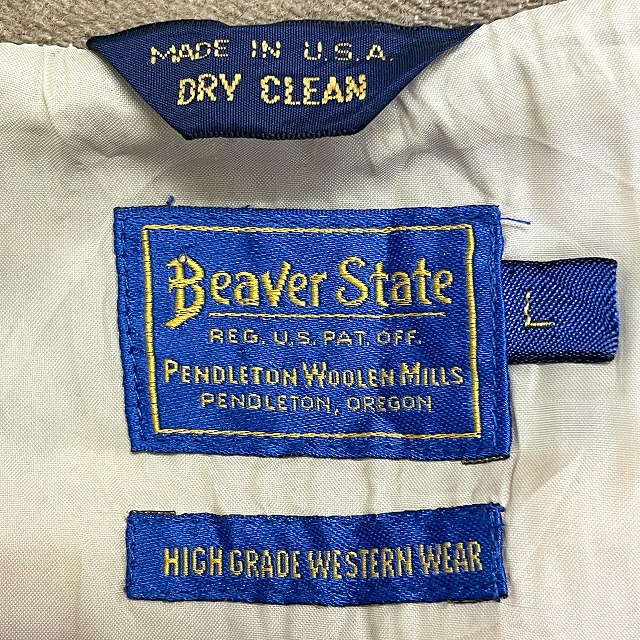 MADE IN U.S.A.
DRY CLEAN
Beaver State
REG. U.S. PAT. OFF.
PENDLETON WOOLEN MILLS
PENDLETON, OREGON
L
HIGH GRADE WESTERN WEAR